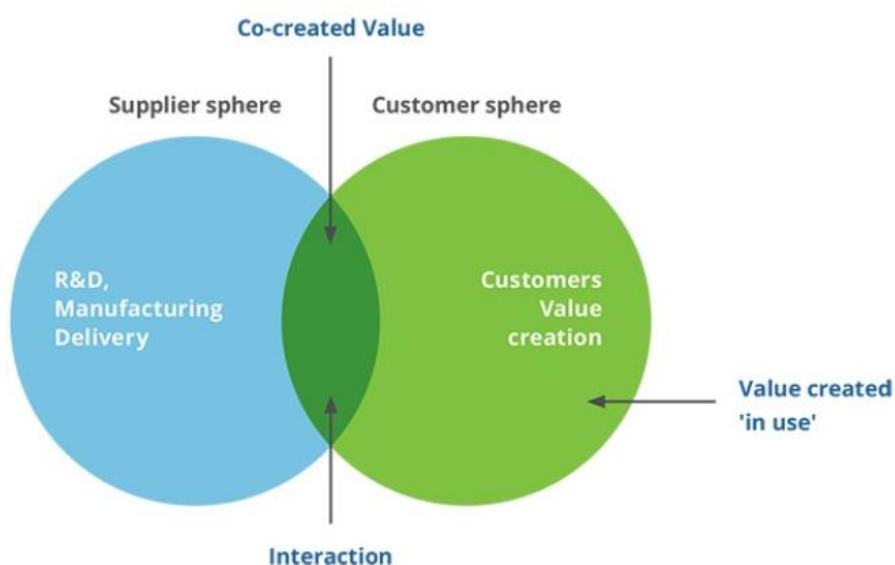 Co-created Value
Supplier sphere
Customer sphere
R&D,
Manufacturing
Delivery
Customers
Value
creation
Value created
'in use'
Interaction